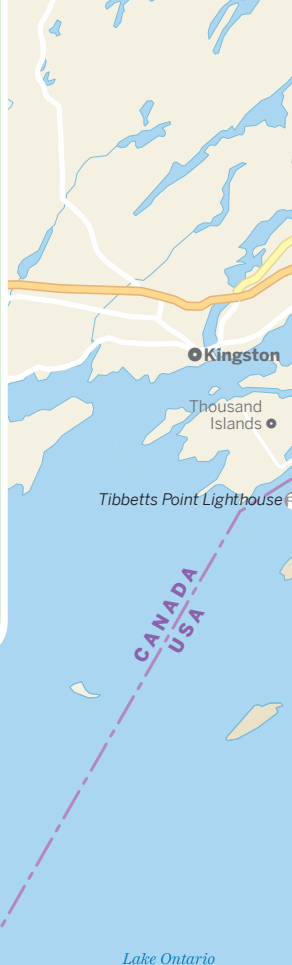 Kingston
Thousand
Islands
Tibbetts Point Lighthouse
CANADA
USA
Lake Ontario